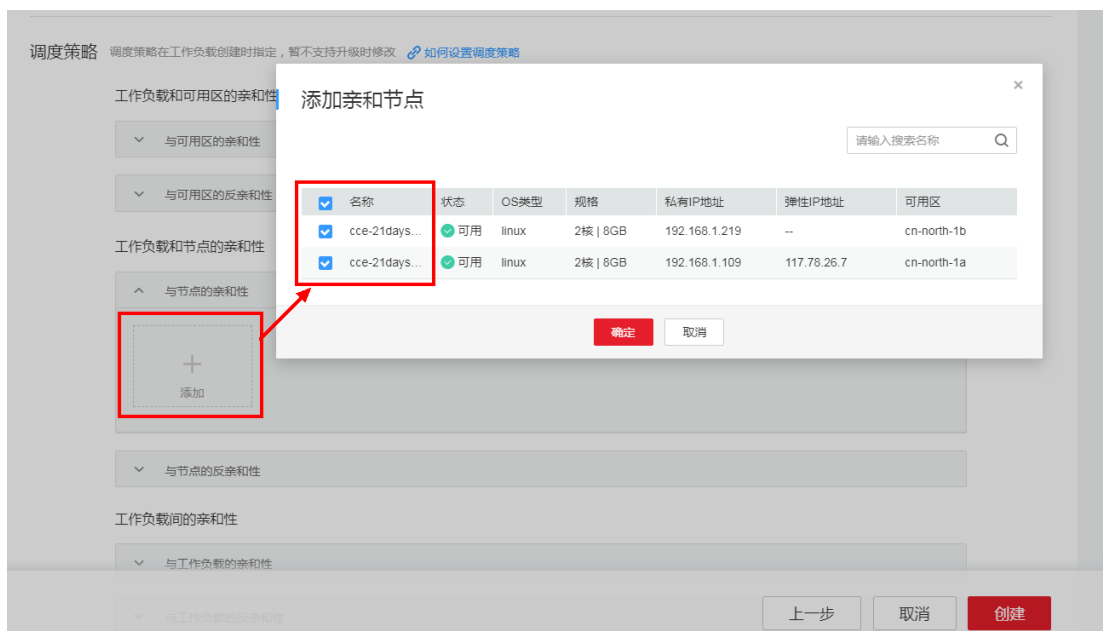 调度策略 调度策略在工作负载创建时指定，暂不支持升级时修改 如何设置调度策略
工作负载和可用区的亲和性
与可用区的亲和性
与可用区的反亲和性
工作负载和节点的亲和性
与节点的亲和性
添加
添加亲和节点
×
请输入搜索名称
名称 状态 OS类型 规格 私有IP地址 弹性IP地址 可用区
cce-21days... 可用 linux 2核 | 8GB 192.168.1.219 -- cn-north-1b
cce-21days... 可用 linux 2核 | 8GB 192.168.1.109 117.78.26.7 cn-north-1a
确定 取消
与节点的反亲和性
工作负载间的亲和性
与工作负载的亲和性
与工作负载的反亲和性
上一步 取消 创建